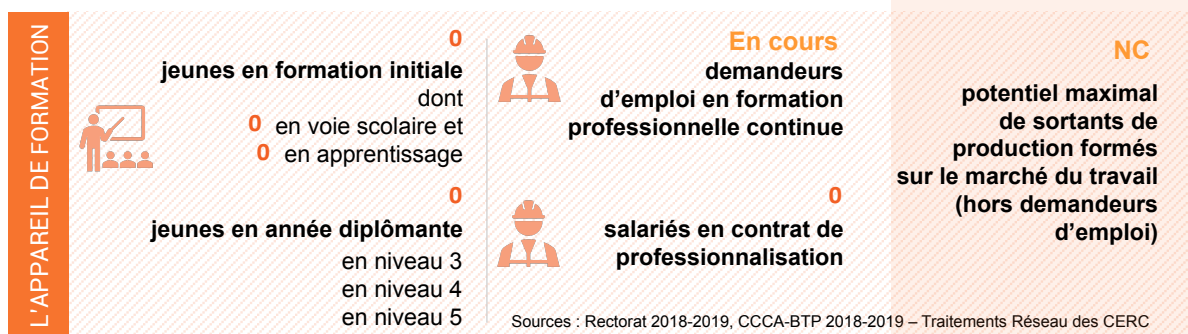 L'APPAREIL DE FORMATION
0
jeunes en formation initiale
dont
0 en voie scolaire et
0 en apprentissage
0
jeunes en année diplômante
en niveau 3
en niveau 4
en niveau 5
En cours
demandeurs
d’emploi en formation
professionnelle continue
0
salariés en contrat de
professionnalisation
NC
potentiel maximal
de sortants de
production formés
sur le marché du travail
(hors demandeurs
d’emploi)
Sources : Rectorat 2018-2019, CCCA-BTP 2018-2019 – Traitements Réseau des CERC